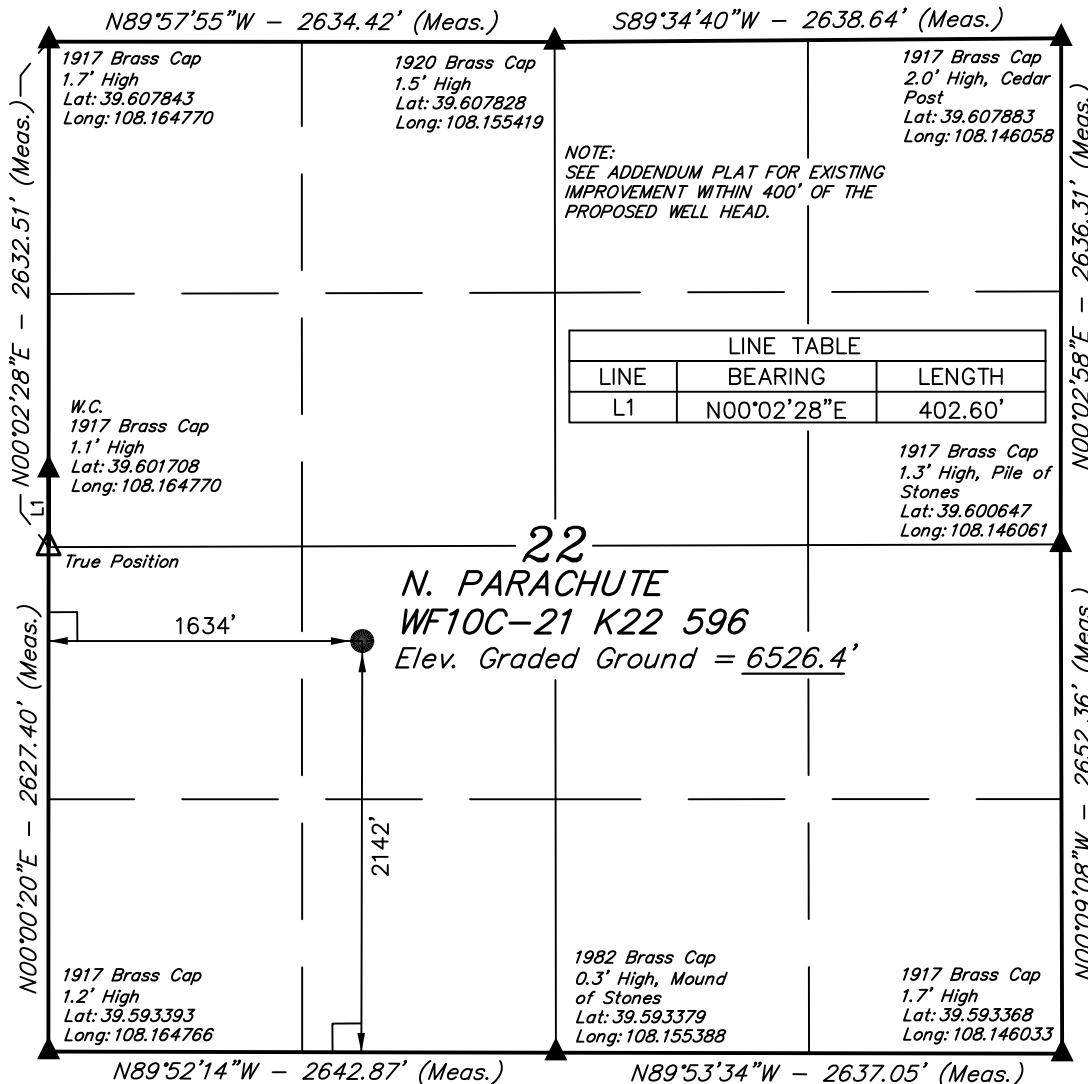 N89°57'55"W - 2634.42' (Meas.)
S89°34'40"W - 2638.64' (Meas.)
1917 Brass Cap
1.7' High
Lat: 39.607843
Long: 108.164770
1920 Brass Cap
1.5' High
Lat: 39.607828
Long: 108.155419
1917 Brass Cap
2.0' High, Cedar
Post
Lat: 39.607883
Long: 108.146058
NOTE:
SEE ADDENDUM PLAT FOR EXISTING
IMPROVEMENT WITHIN 400' OF THE
PROPOSED WELL HEAD.
N00°02'28"E - 2632.51' (Meas.)
N00°02'58"E - 2636.31' (Meas.)
LINE TABLE
LINE BEARING LENGTH
L1 N00°02'28"E 402.60'
W.C.
1917 Brass Cap
1.1' High
Lat: 39.601708
Long: 108.164770
1917 Brass Cap
1.3' High, Pile of
Stones
Lat: 39.600647
Long: 108.146061
L1
True Position
22
N. PARACHUTE
WF10C-21 K22 596
Elev. Graded Ground = 6526.4'
1634'
2142'
N00°00'20"E - 2627.40' (Meas.)
N00°09'08"W - 2652.36' (Meas.)
1917 Brass Cap
1.2' High
Lat: 39.593393
Long: 108.164766
1982 Brass Cap
0.3' High, Mound
of Stones
Lat: 39.593379
Long: 108.155388
1917 Brass Cap
1.7' High
Lat: 39.593368
Long: 108.146033
N89°52'14"W - 2642.87' (Meas.)
N89°53'34"W - 2637.05' (Meas.)